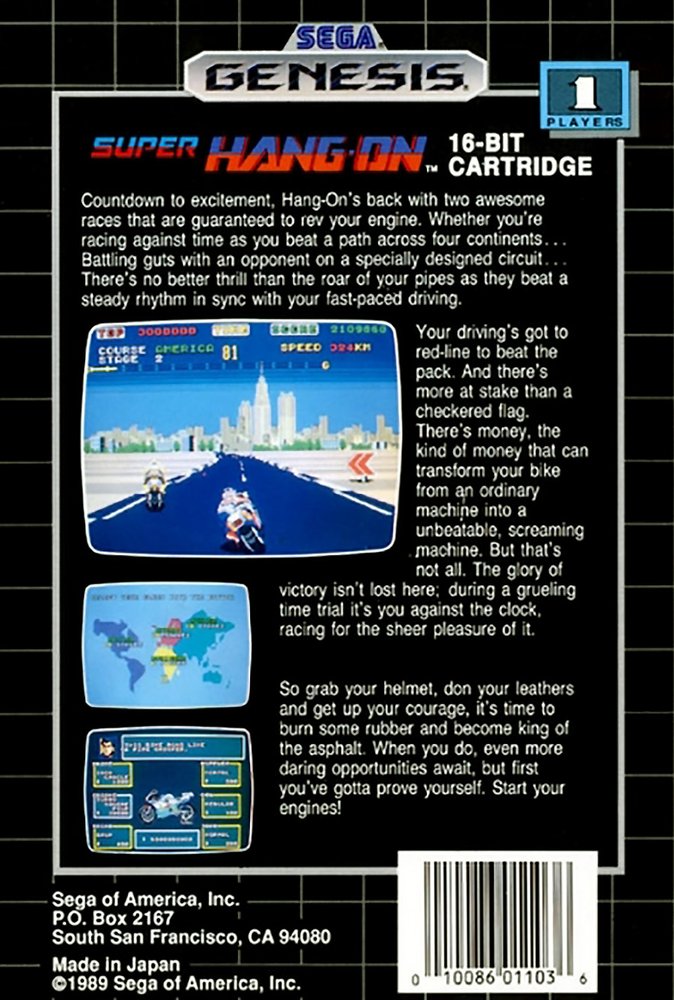 SEGA
GENESIS
1
PLAYERS
SUPER HANG-ON™
16-BIT
CARTRIDGE
Countdown to excitement, Hang-On's back with two awesome
races that are guaranteed to rev your engine. Whether you're
racing against time as you beat a path across four continents...
Battling guts with an opponent on a specially designed circuit...
There's no better thrill than the roar of your pipes as they beat a
steady rhythm in sync with your fast-paced driving.
TOP 3000000 TIME SCORE 2109860
COURSE AMERICA 81 SPEED 324KM
STAGE 2
G
Your driving's got to
red-line to beat the
pack. And there's
more at stake than a
checkered flag.
There's money, the
kind of money that can
transform your bike
from an ordinary
machine into a
unbeatable, screaming
machine. But that's
not all. The glory of
victory isn't lost here; during a grueling
time trial it's you against the clock,
racing for the sheer pleasure of it.
So grab your helmet, don your leathers
and get up your courage, it's time to
burn some rubber and become king of
the asphalt. When you do, even more
daring opportunities await, but first
you've gotta prove yourself. Start your
engines!
Sega of America, Inc.
P.O. Box 2167
South San Francisco, CA 94080
Made in Japan
©1989 Sega of America, Inc.
0 10086 01103 6